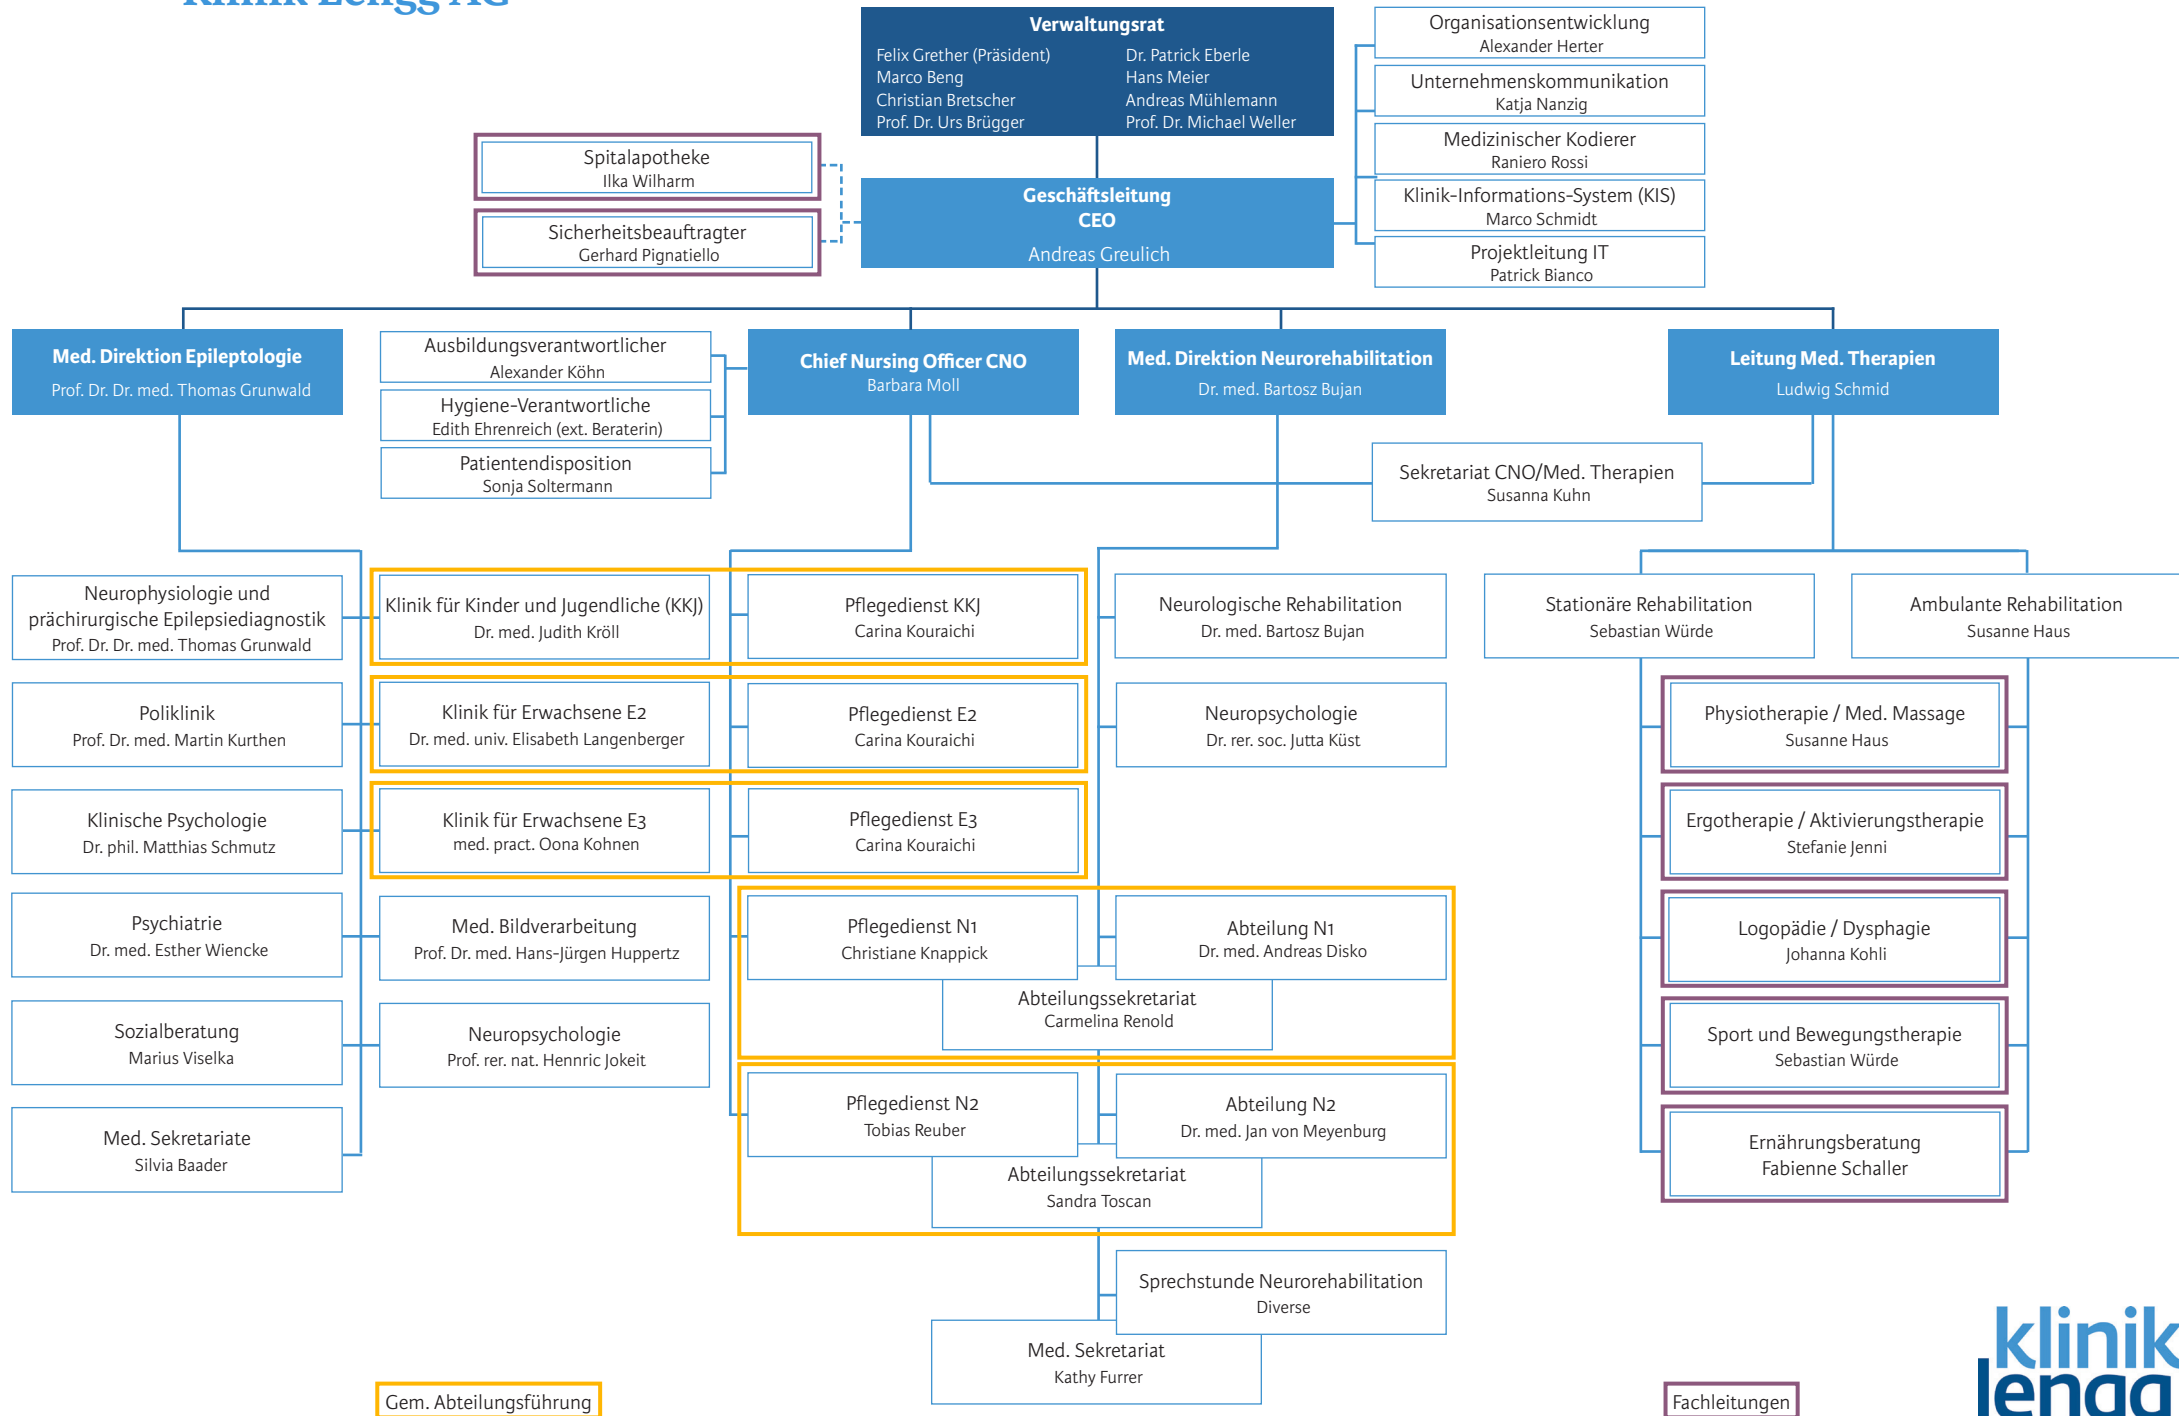 Klinik Lengg AG
Verwaltungsrat
Felix Grether (Präsident)
Marco Beng
Christian Bretscher
Prof. Dr. Urs Brügger
Dr. Patrick Eberle
Hans Meier
Andreas Mühlemann
Prof. Dr. Michael Weller
Organisationsentwicklung
Alexander Herter
Unternehmenskommunikation
Katja Nanzig
Medizinischer Kodierer
Raniero Rossi
Klinik-Informations-System (KIS)
Marco Schmidt
Projektleitung IT
Patrick Bianco
Spitalapotheke
Ilka Wilharm
Sicherheitsbeauftragter
Gerhard Pignatiello
Geschäftsleitung
CEO
Andreas Greulich
Med. Direktion Epileptologie
Prof. Dr. Dr. med. Thomas Grunwald
Ausbildungsverantwortlicher
Alexander Köhn
Hygiene-Verantwortliche
Edith Ehrenreich (ext. Beraterin)
Patientendisposition
Sonja Soltermann
Chief Nursing Officer CNO
Barbara Moll
Med. Direktion Neurorehabilitation
Dr. med. Bartosz Bujan
Leitung Med. Therapien
Ludwig Schmid
Sekretariat CNO/Med. Therapien
Susanna Kuhn
Neurophysiologie und
prächirurgische Epilepsiediagnostik
Prof. Dr. Dr. med. Thomas Grunwald
Klinik für Kinder und Jugendliche (KKJ)
Dr. med. Judith Kröll
Pflegedienst KKJ
Carina Kouraichi
Neurologische Rehabilitation
Dr. med. Bartosz Bujan
Stationäre Rehabilitation
Sebastian Würde
Ambulante Rehabilitation
Susanne Haus
Poliklinik
Prof. Dr. med. Martin Kurthen
Klinik für Erwachsene E2
Dr. med. univ. Elisabeth Langenberger
Pflegedienst E2
Carina Kouraichi
Neuropsychologie
Dr. rer. soc. Jutta Küst
Physiotherapie / Med. Massage
Susanne Haus
Klinische Psychologie
Dr. phil. Matthias Schmutz
Klinik für Erwachsene E3
med. pract. Oona Kohnen
Pflegedienst E3
Carina Kouraichi
Ergotherapie / Aktivierungstherapie
Stefanie Jenni
Psychiatrie
Dr. med. Esther Wiencke
Med. Bildverarbeitung
Prof. Dr. med. Hans-Jürgen Huppertz
Pflegedienst N1
Christiane Knappick
Abteilung N1
Dr. med. Andreas Disko
Abteilungssekretariat
Carmelina Renold
Logopädie / Dysphagie
Johanna Kohli
Sozialberatung
Marius Viselka
Neuropsychologie
Prof. rer. nat. Hennric Jokeit
Sport und Bewegungstherapie
Sebastian Würde
Med. Sekretariate
Silvia Baader
Pflegedienst N2
Tobias Reuber
Abteilung N2
Dr. med. Jan von Meyenburg
Abteilungssekretariat
Sandra Toscan
Ernährungsberatung
Fabienne Schaller
Sprechstunde Neurorehabilitation
Diverse
Med. Sekretariat
Kathy Furrer
Gem. Abteilungsführung
Fachleitungen
klinik
lengg